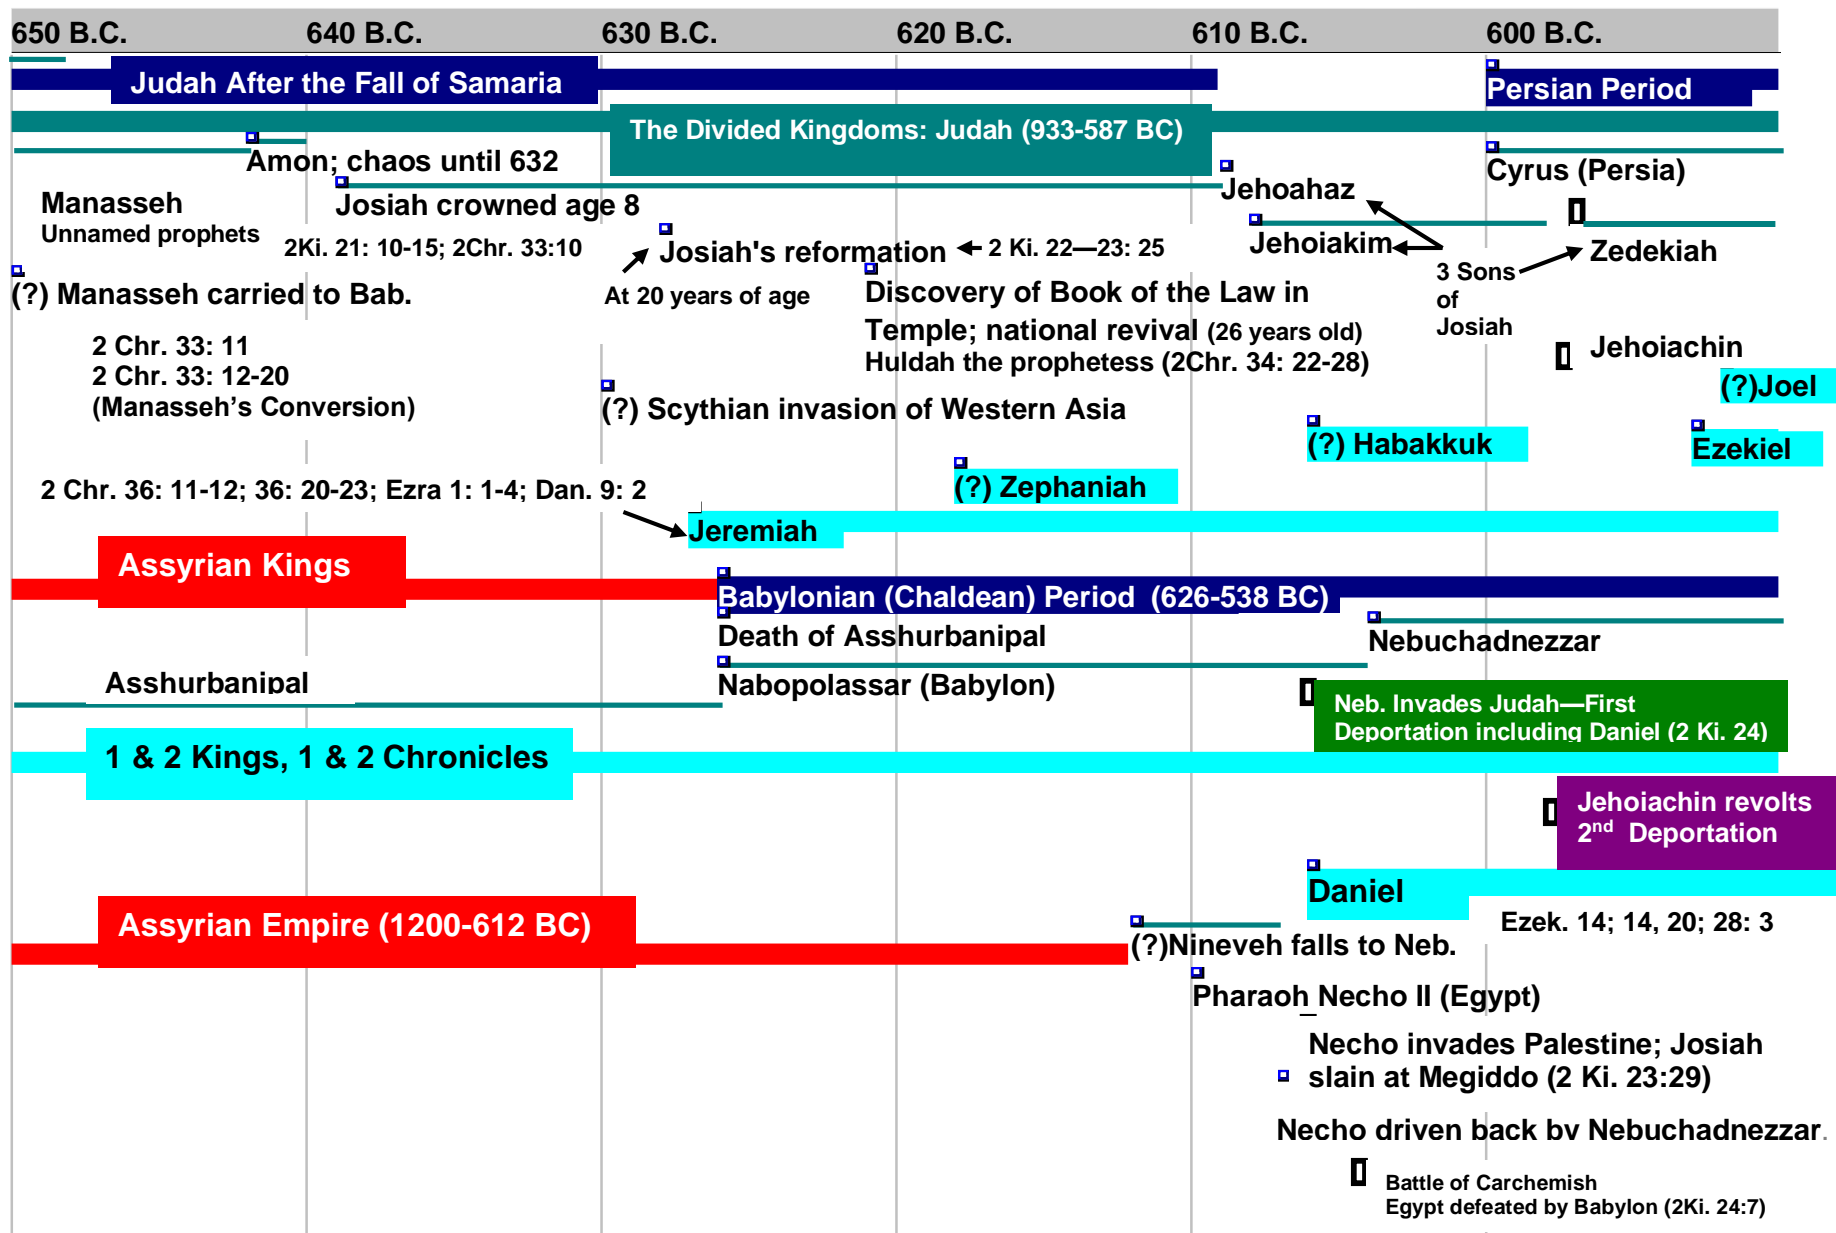 650 B.C. 640 B.C. 630 B.C. 620 B.C. 610 B.C. 600 B.C.
Judah After the Fall of Samaria
Persian Period
The Divided Kingdoms: Judah (933-587 BC)
Amon; chaos until 632
Cyrus (Persia)
Manasseh
Unnamed prophets
Josiah crowned age 8
Jehoahaz
2Ki. 21: 10-15; 2Chr. 33:10
Josiah's reformation
2 Ki. 22—23: 25
Jehoiakim
Zedekiah
3 Sons
of
Josiah
(?) Manasseh carried to Bab.
At 20 years of age
Discovery of Book of the Law in
Temple; national revival (26 years old)
Huldah the prophetess (2Chr. 34: 22-28)
2 Chr. 33: 11
2 Chr. 33: 12-20
(Manasseh’s Conversion)
Jehoiachin
(?)Joel
(?) Scythian invasion of Western Asia
(?) Habakkuk
Ezekiel
2 Chr. 36: 11-12; 36: 20-23; Ezra 1: 1-4; Dan. 9: 2
(?) Zephaniah
Jeremiah
Assyrian Kings
Babylonian (Chaldean) Period (626-538 BC)
Death of Asshurbanipal
Nebuchadnezzar
Asshurbanipal
Nabopolassar (Babylon)
Neb. Invades Judah—First
Deportation including Daniel (2 Ki. 24)
1 & 2 Kings, 1 & 2 Chronicles
Jehoiachin revolts
2nd Deportation
Daniel
Ezek. 14; 14, 20; 28: 3
Assyrian Empire (1200-612 BC)
(?)Nineveh falls to Neb.
Pharaoh Necho II (Egypt)
Necho invades Palestine; Josiah
slain at Megiddo (2 Ki. 23:29)
Necho driven back by Nebuchadnezzar.
Battle of Carchemish
Egypt defeated by Babylon (2Ki. 24:7)